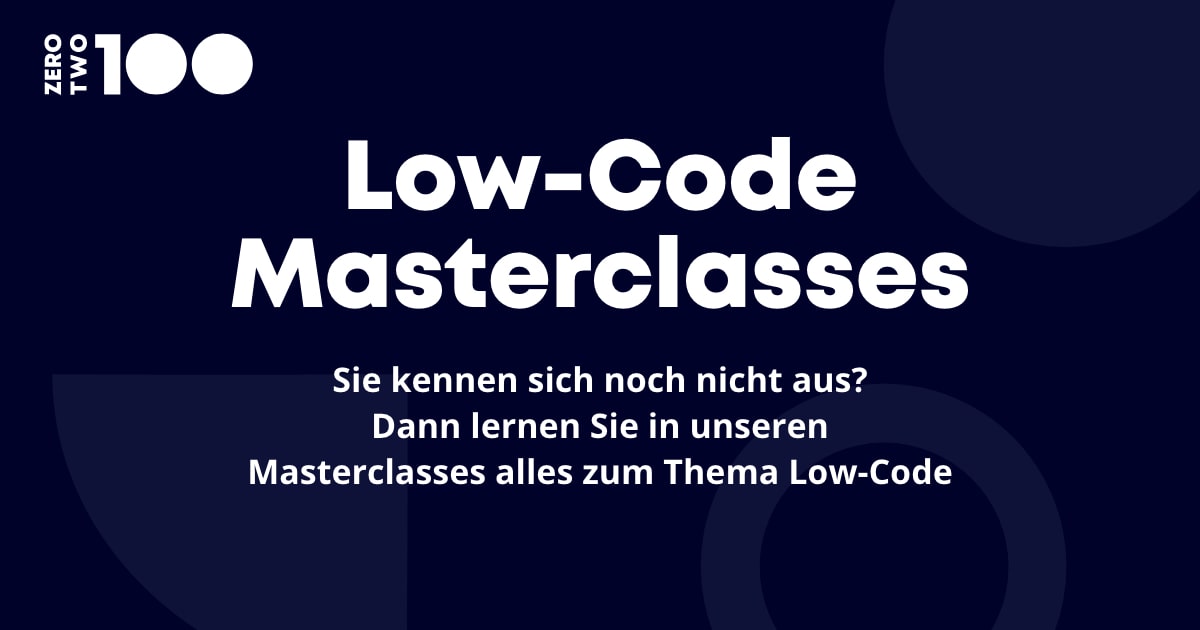 ZERO
TWO
100
Low-Code
Masterclasses
Sie kennen sich noch nicht aus?
Dann lernen Sie in unseren
Masterclasses alles zum Thema Low-Code